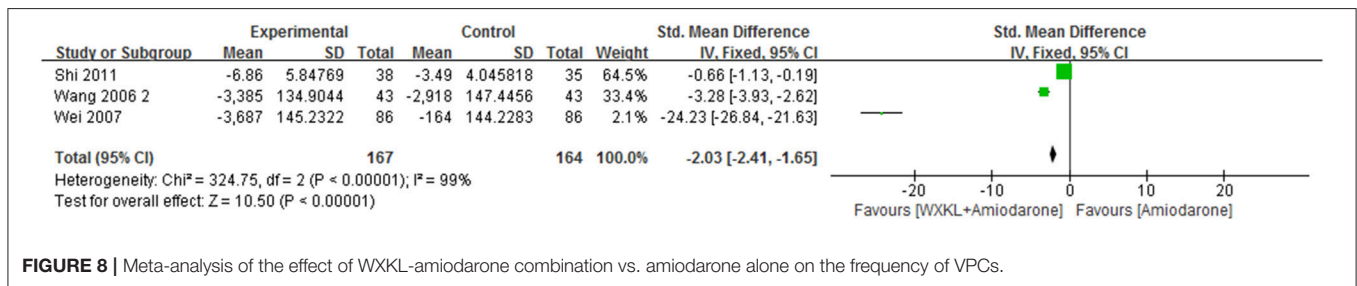 Experimental Control Std. Mean Difference Std. Mean Difference
Study or Subgroup Mean SD Total Mean SD Total Weight IV, Fixed, 95% CI IV, Fixed, 95% CI
Shi 2011 -6.86 5.84769 38 -3.49 4.045818 35 64.5% -0.66 [-1.13, -0.19]
Wang 2006 2 -3,385 134.9044 43 -2,918 147.4456 43 33.4% -3.28 [-3.93, -2.62]
Wei 2007 -3,687 145.2322 86 -164 144.2283 86 2.1% -24.23 [-26.84, -21.63]
Total (95% CI) 167 164 100.0% -2.03 [-2.41, -1.65]
Heterogeneity: Chi² = 324.75, df = 2 (P < 0.00001); I² = 99%
Test for overall effect: Z = 10.50 (P < 0.00001)
-20 -10 0 10 20
Favours [WXKL+Amiodarone] Favours [Amiodarone]
FIGURE 8 | Meta-analysis of the effect of WXKL-amiodarone combination vs. amiodarone alone on the frequency of VPCs.